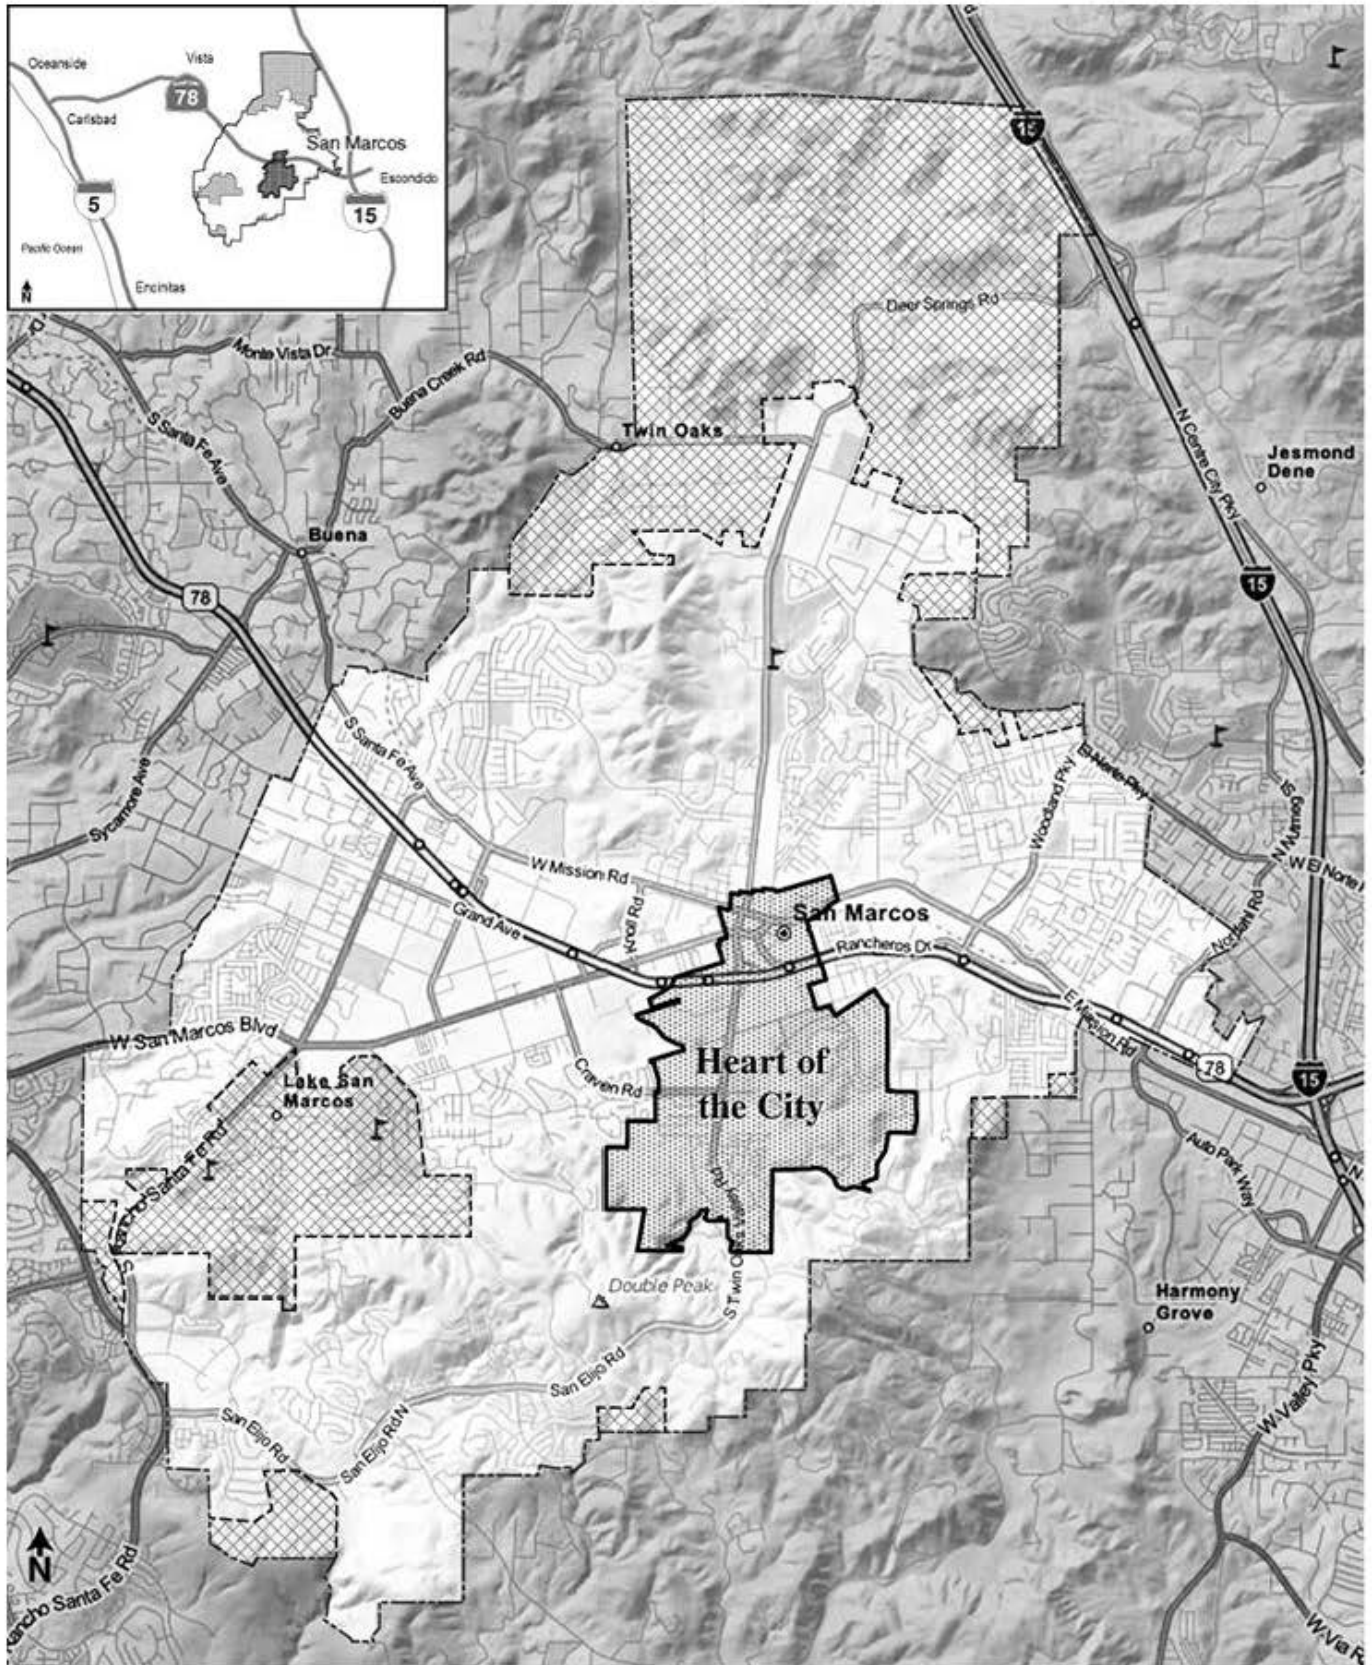 Oceanside
Vista
78
Carlsbad
San Marcos
Escondido
5
15
Pacific Ocean
Encinitas
N
15
Deer Springs Rd
Monte Vista Dr
Buena Creek Rd
S Santa Fe Ave
Twin Oaks
N Centre City Pky
Jesmond
Dene
Buena
78
15
S Santa Fe Ave
Sycamore Ave
El Norte Pky
Woodland Pky
N Nutmeg
W El Norte
W Mission Rd
Grand Ave
Knoll Rd
San Marcos
Rancheros Dr
Nordahl Rd
E Mission Rd
W San Marcos Blvd
78
15
Heart of
the City
Craven Rd
Lake San
Marcos
Rancho Santa Fe Rd
Auto Park Way
S Twin Oaks Valley Rd
Double Peak
Harmony
Grove
San Elijo Rd
San Elijo Rd
San Elijo Rd N
W Valley Pky
N
Rancho Santa Fe Rd
W Via R